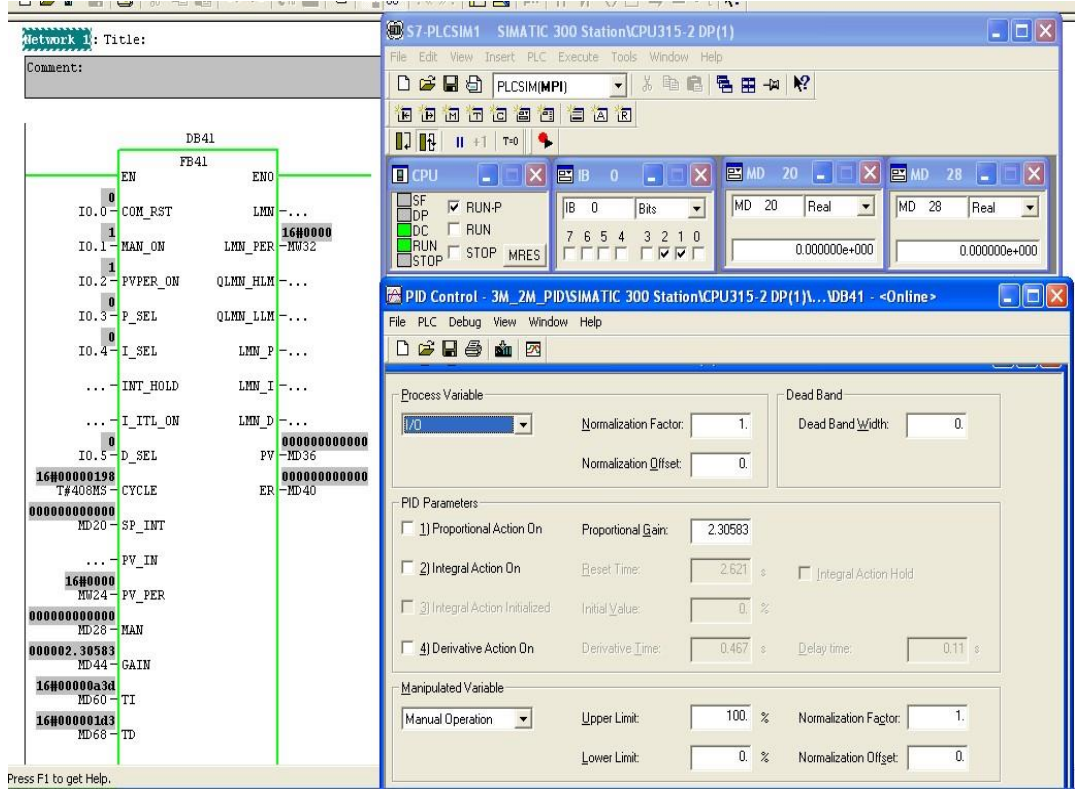 Network 1: Title:
Comment:
DB41
FB41
EN ENO
0
I0.0 COM_RST LMN ...
1 16#0000
I0.1 MAN_ON LMN_PER MW32
1
I0.2 PVPER_ON QLMN_HLM ...
0
I0.3 P_SEL QLMN_LLM ...
0
I0.4 I_SEL LMN_P ...
... INT_HOLD LMN_I ...
... I_ITL_ON LMN_D ...
0 000000000000
I0.5 D_SEL PV MD36
16#00000198 000000000000
T#408MS CYCLE ER MD40
000000000000
MD20 SP_INT
... PV_IN
16#0000
MW24 PV_PER
000000000000
MD28 MAN
000002.30583
MD44 GAIN
16#00000a3d
MD60 TI
16#000001d3
MD68 TD
Press F1 to get Help.
S7-PLCSIM1 SIMATIC 300 Station\CPU315-2 DP(1)
File Edit View Insert PLC Execute Tools Window Help
PLCSIM(MPI)
+1 T=0
CPU
SF
DP
DC
RUN
STOP
RUN-P
RUN
STOP MRES
IB 0
IB 0 Bits
7 6 5 4 3 2 1 0
MD 20
MD 20 Real
0.000000e+000
MD 28
MD 28 Real
0.000000e+000
PID Control - 3M_2M_PID\SIMATIC 300 Station\CPU315-2 DP(1)\...\DB41 - <Online>
File PLC Debug View Window Help
Process Variable
I/O
Normalization Factor: 1.
Normalization Offset: 0.
Dead Band
Dead Band Width: 0.
PID Parameters
1) Proportional Action On Proportional Gain: 2.30583
2) Integral Action On Reset Time: 2.621 s Integral Action Hold
3) Integral Action Initialized Initial Value: 0. %
4) Derivative Action On Derivative Time: 0.467 s Delay time: 0.11 s
Manipulated Variable
Manual Operation Upper Limit: 100. % Normalization Factor: 1.
Lower Limit: 0. % Normalization Offset: 0.